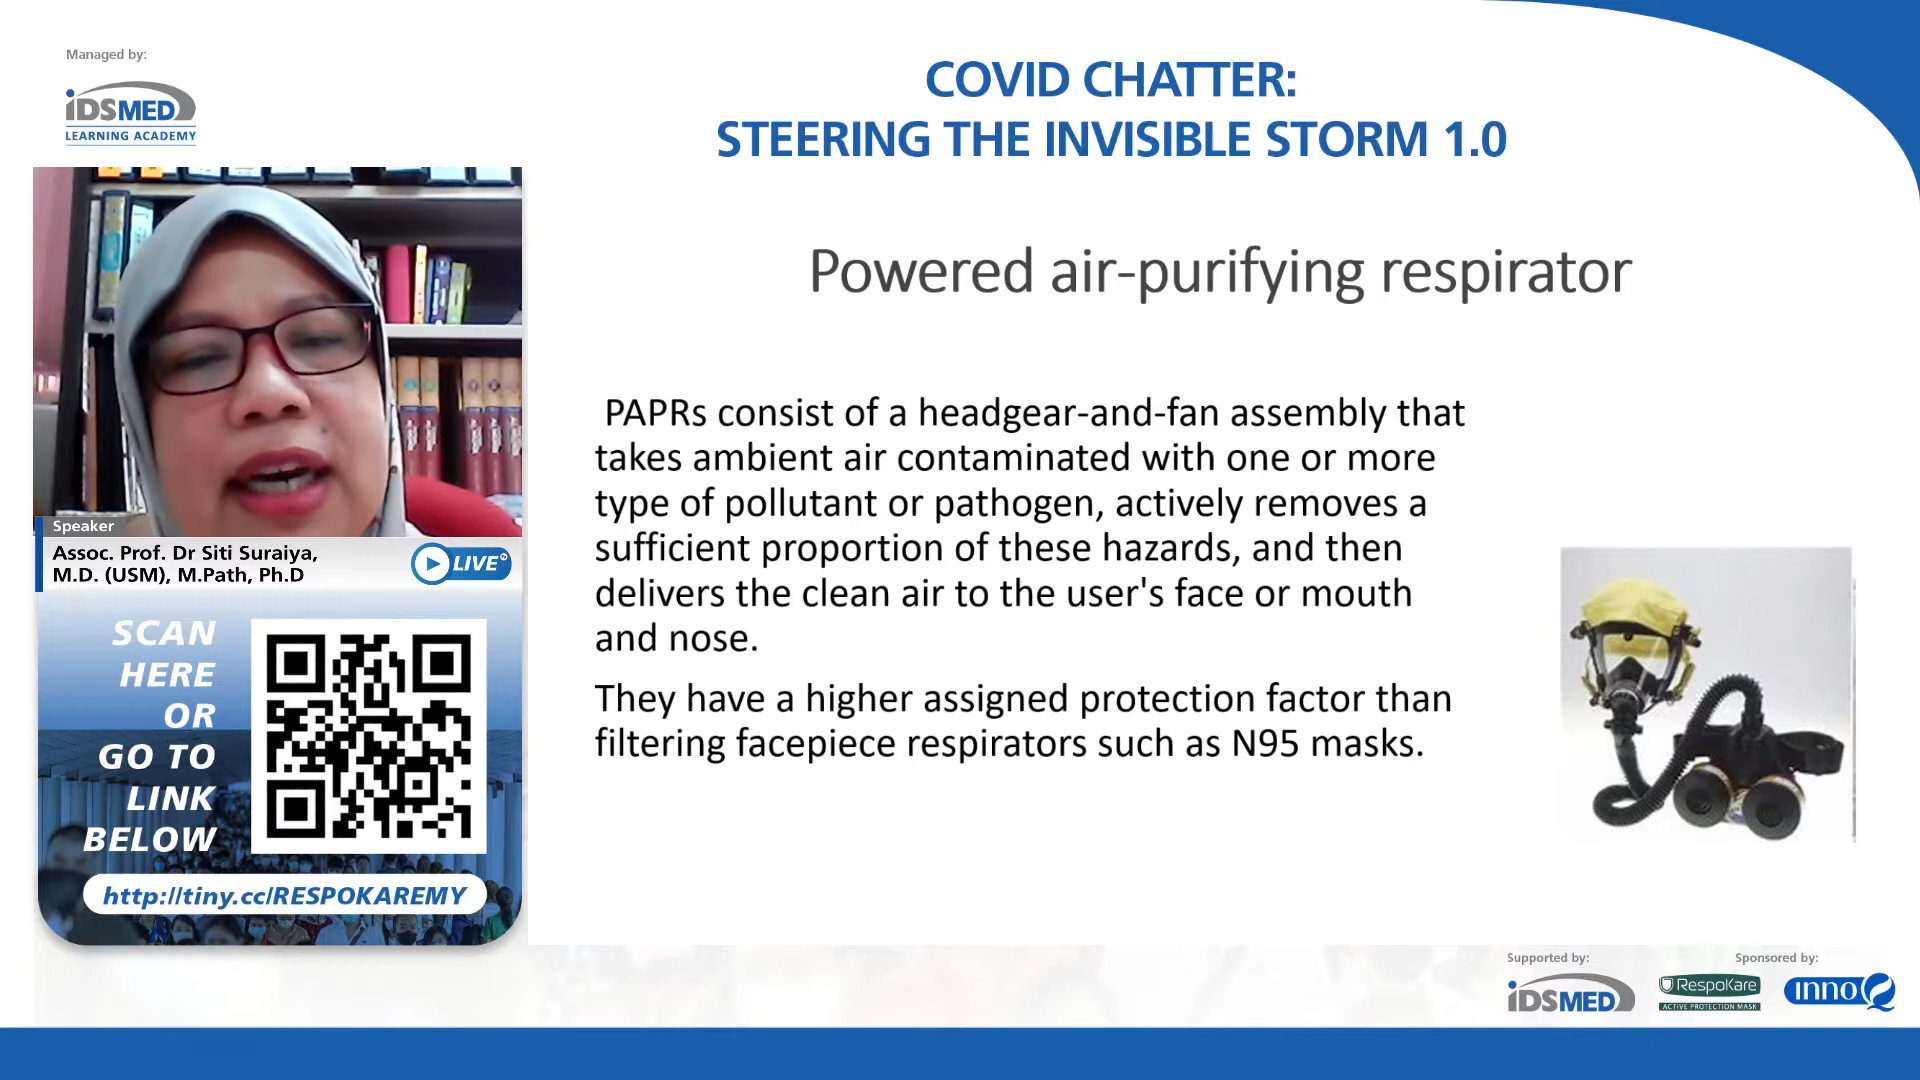 Managed by:
iDSMED
LEARNING ACADEMY
COVID CHATTER:
STEERING THE INVISIBLE STORM 1.0
Speaker
Assoc. Prof. Dr Siti Suraiya,
M.D. (USM), M.Path, Ph.D
LIVE
SCAN
HERE
OR
GO TO
LINK
BELOW
http://tiny.cc/RESPOKAREMY
Powered air-purifying respirator
PAPRs consist of a headgear-and-fan assembly that
takes ambient air contaminated with one or more
type of pollutant or pathogen, actively removes a
sufficient proportion of these hazards, and then
delivers the clean air to the user's face or mouth
and nose.
They have a higher assigned protection factor than
filtering facepiece respirators such as N95 masks.
Supported by:
iDSMED
Sponsored by:
RespoKare
ACTIVE PROTECTION MASK
innoQ